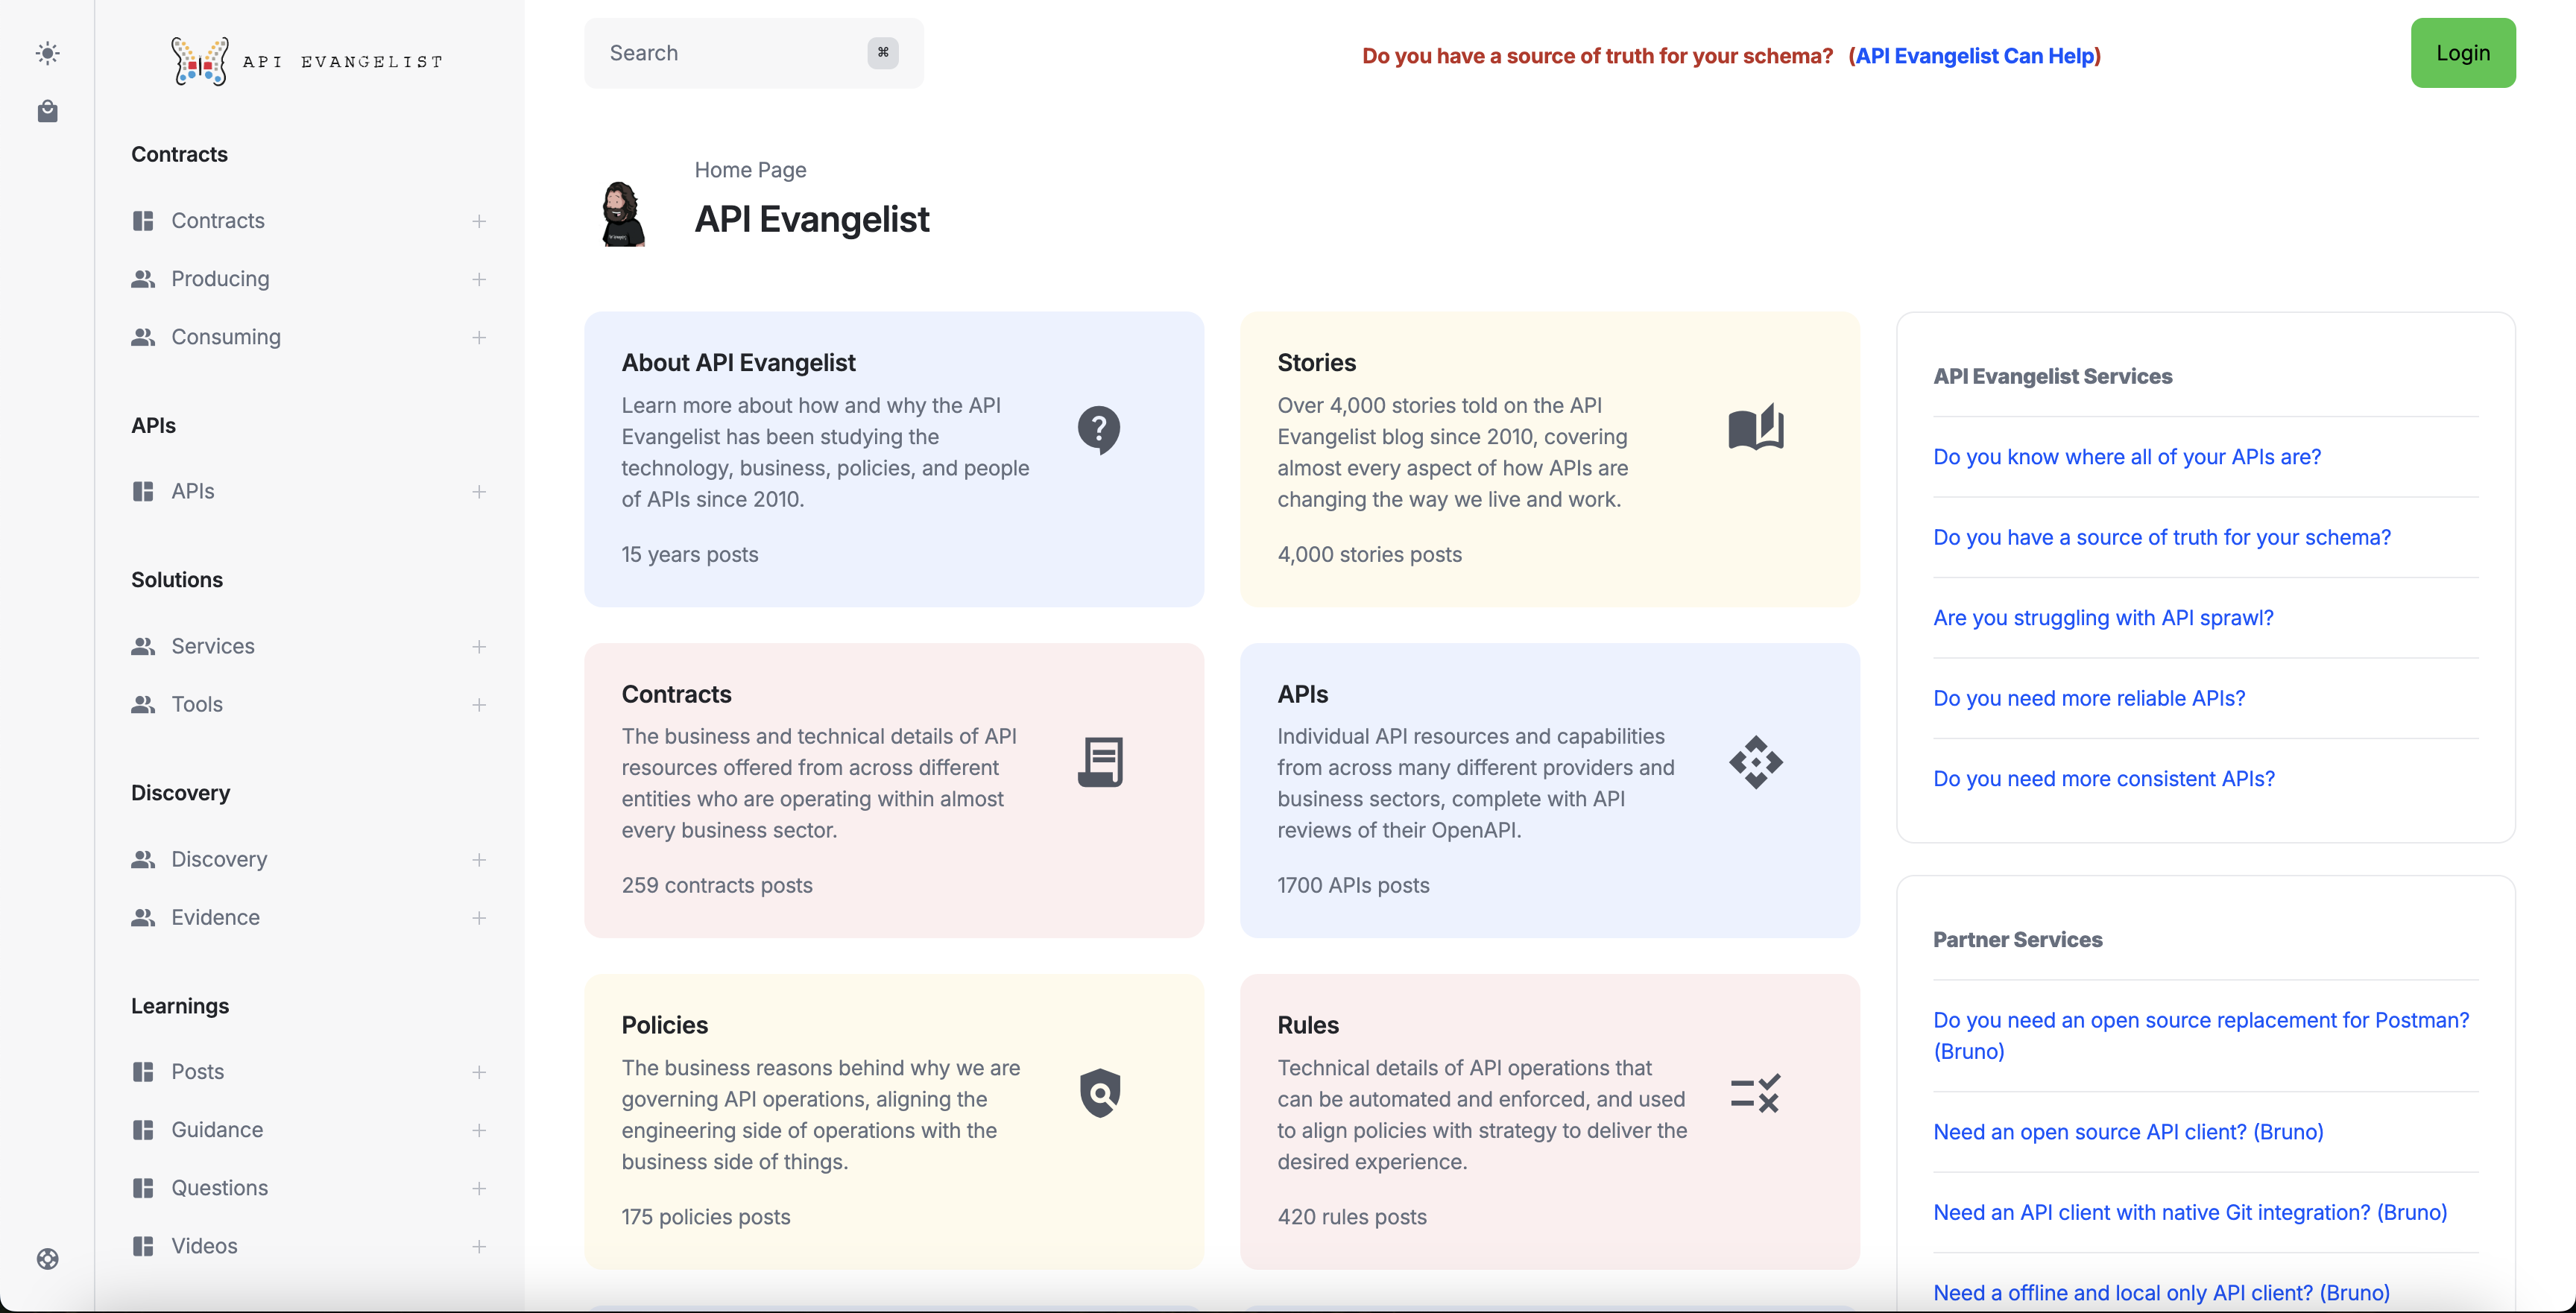 API EVANGELIST
Contracts
Contracts
Producing
Consuming
APIs
APIs
Solutions
Services
Tools
Discovery
Discovery
Evidence
Learnings
Posts
Guidance
Questions
Videos
Search ⌘
Do you have a source of truth for your schema? (API Evangelist Can Help)
Login
Home Page
API Evangelist
About API Evangelist
Learn more about how and why the API
Evangelist has been studying the
technology, business, policies, and people
of APIs since 2010.
15 years posts
Stories
Over 4,000 stories told on the API
Evangelist blog since 2010, covering
almost every aspect of how APIs are
changing the way we live and work.
4,000 stories posts
Contracts
The business and technical details of API
resources offered from across different
entities who are operating within almost
every business sector.
259 contracts posts
APIs
Individual API resources and capabilities
from across many different providers and
business sectors, complete with API
reviews of their OpenAPI.
1700 APIs posts
Policies
The business reasons behind why we are
governing API operations, aligning the
engineering side of operations with the
business side of things.
175 policies posts
Rules
Technical details of API operations that
can be automated and enforced, and used
to align policies with strategy to deliver the
desired experience.
420 rules posts
API Evangelist Services
Do you know where all of your APIs are?
Do you have a source of truth for your schema?
Are you struggling with API sprawl?
Do you need more reliable APIs?
Do you need more consistent APIs?
Partner Services
Do you need an open source replacement for Postman?
(Bruno)
Need an open source API client? (Bruno)
Need an API client with native Git integration? (Bruno)
Need a offline and local only API client? (Bruno)